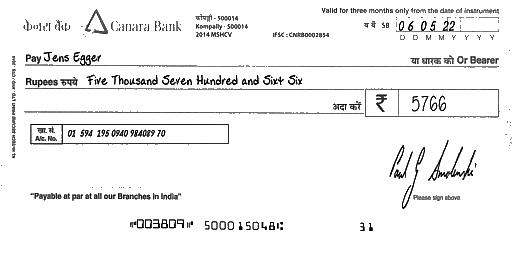 केनरा बैंक Canara Bank
कोंपल्ली - 500014
Kompally - 500014
2014 MSHCV
IFSC : CNRB0002854
Valid for three months only from the date of instrument
SB 06 05 22
D D M M Y Y Y Y
Pay Jens Egger या धारक को Or Bearer
Rupees रुपये Five Thousand Seven Hundred and Sixt Six
अदा करें ₹ 5766
खा. सं.
A/c. No. 01 594 195 0940 984089 70
Please sign above
"Payable at par at all our Branches in India"
⑈003809⑈ 500015048⑆ 31